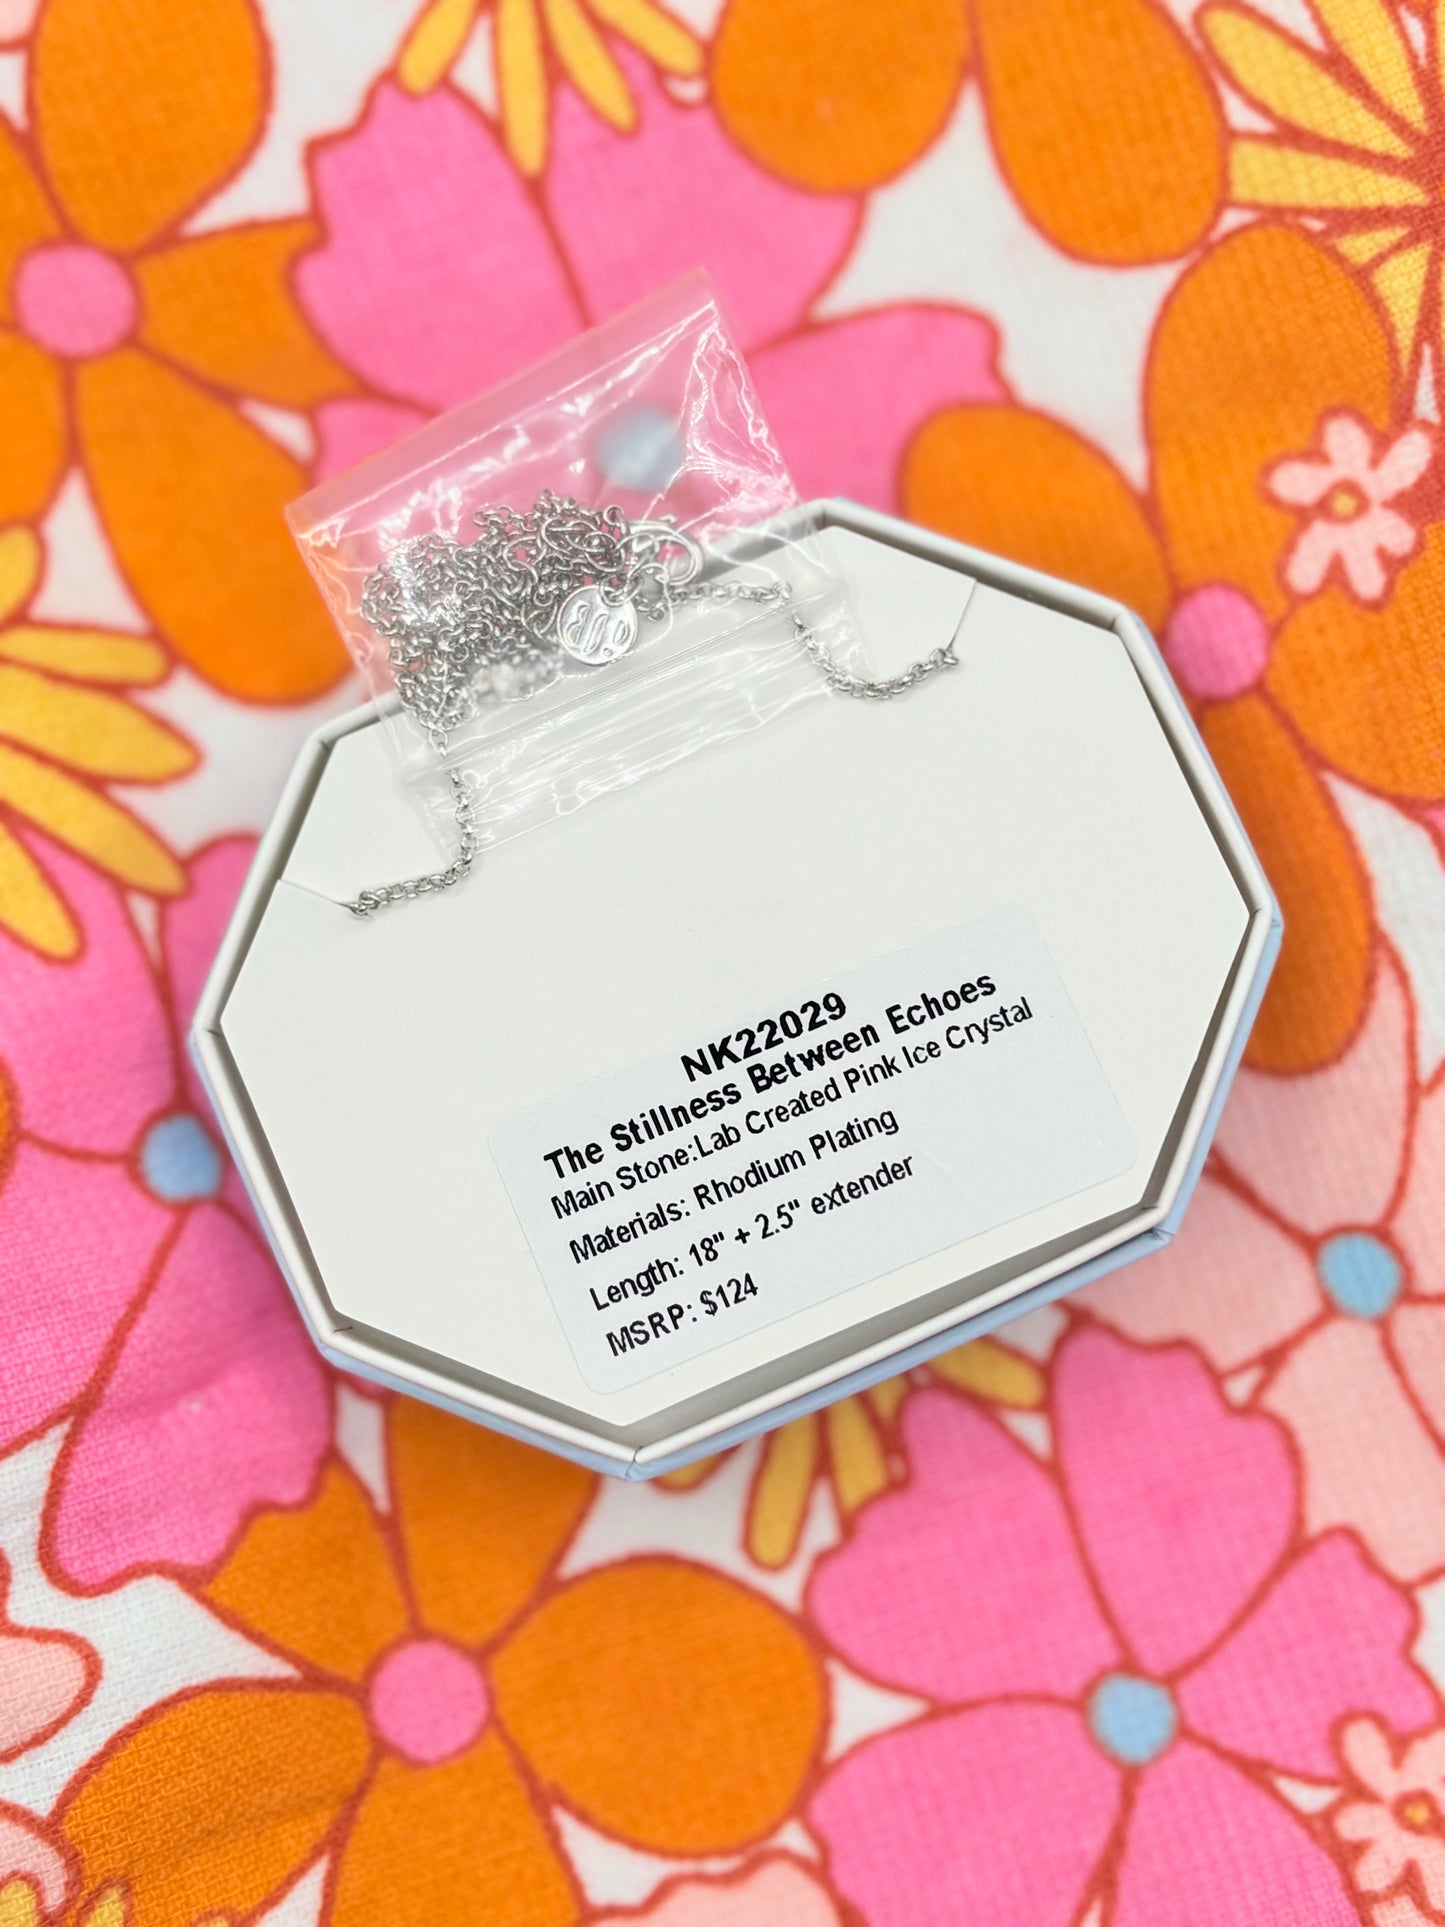 NK22029
The Stillness Between Echoes
Main Stone:Lab Created Pink Ice Crystal
Materials: Rhodium Plating
Length: 18" + 2.5" extender
MSRP: $124